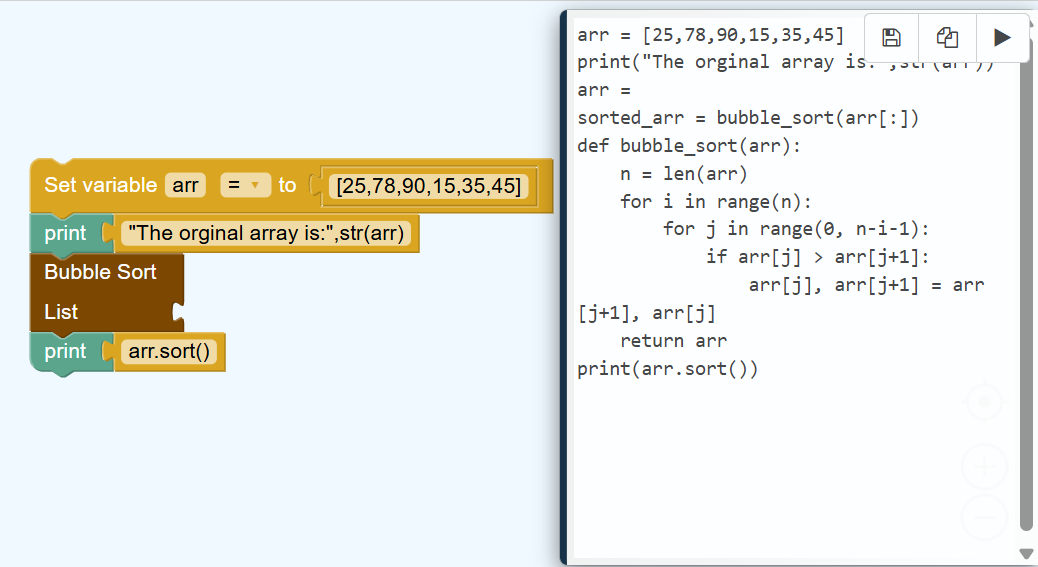 Set variable arr = to [25,78,90,15,35,45]
print "The orginal array is:",str(arr)
Bubble Sort
List
print arr.sort()
arr = [25,78,90,15,35,45]
print("The orginal array is:",str(arr))
arr =
sorted_arr = bubble_sort(arr[:])
def bubble_sort(arr):
    n = len(arr)
    for i in range(n):
        for j in range(0, n-i-1):
            if arr[j] > arr[j+1]:
                arr[j], arr[j+1] = arr
[j+1], arr[j]
    return arr
print(arr.sort())